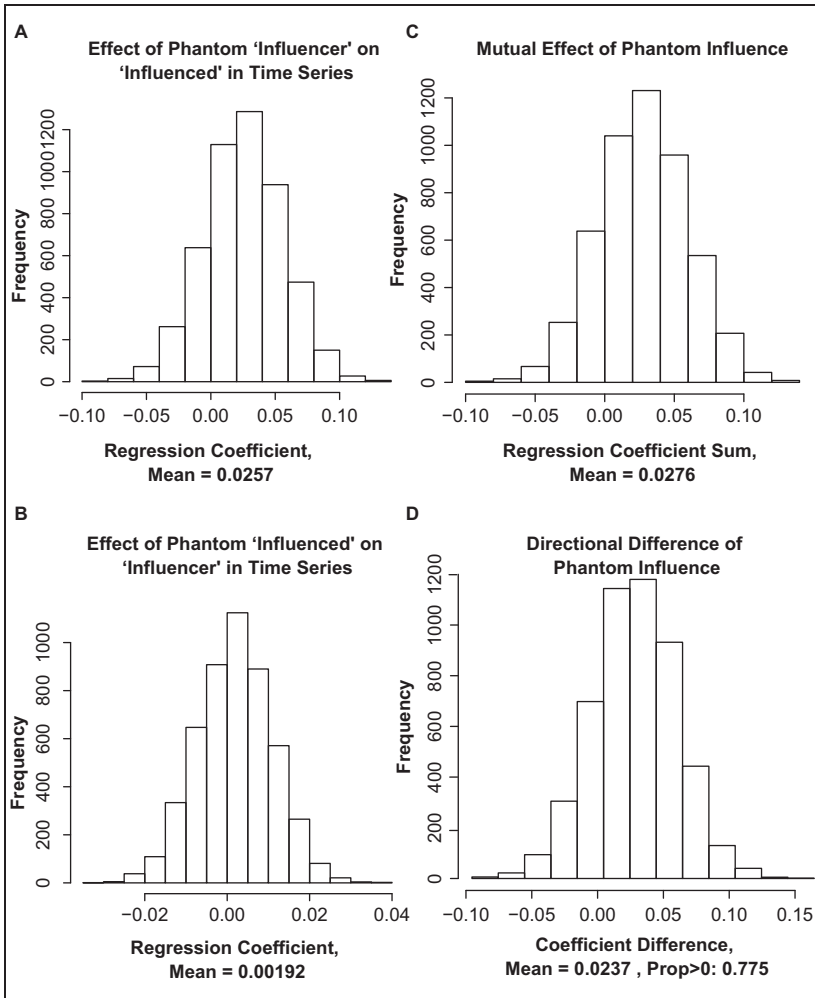 A
Effect of Phantom ‘Influencer' on
‘Influenced' in Time Series
Frequency
0 200 400 600 800 1000 1200
−0.10 −0.05 0.00 0.05 0.10
Regression Coefficient,
Mean = 0.0257
C
Mutual Effect of Phantom Influence
Frequency
0 200 400 600 800 1000 1200
−0.10 −0.05 0.00 0.05 0.10
Regression Coefficient Sum,
Mean = 0.0276
B
Effect of Phantom ‘Influenced' on
‘Influencer' in Time Series
Frequency
0 200 400 600 800 1000
−0.02 0.00 0.02 0.04
Regression Coefficient,
Mean = 0.00192
D
Directional Difference of
Phantom Influence
Frequency
0 200 400 600 800 1000 1200
−0.10 −0.05 0.00 0.05 0.10 0.15
Coefficient Difference,
Mean = 0.0237 , Prop>0: 0.775